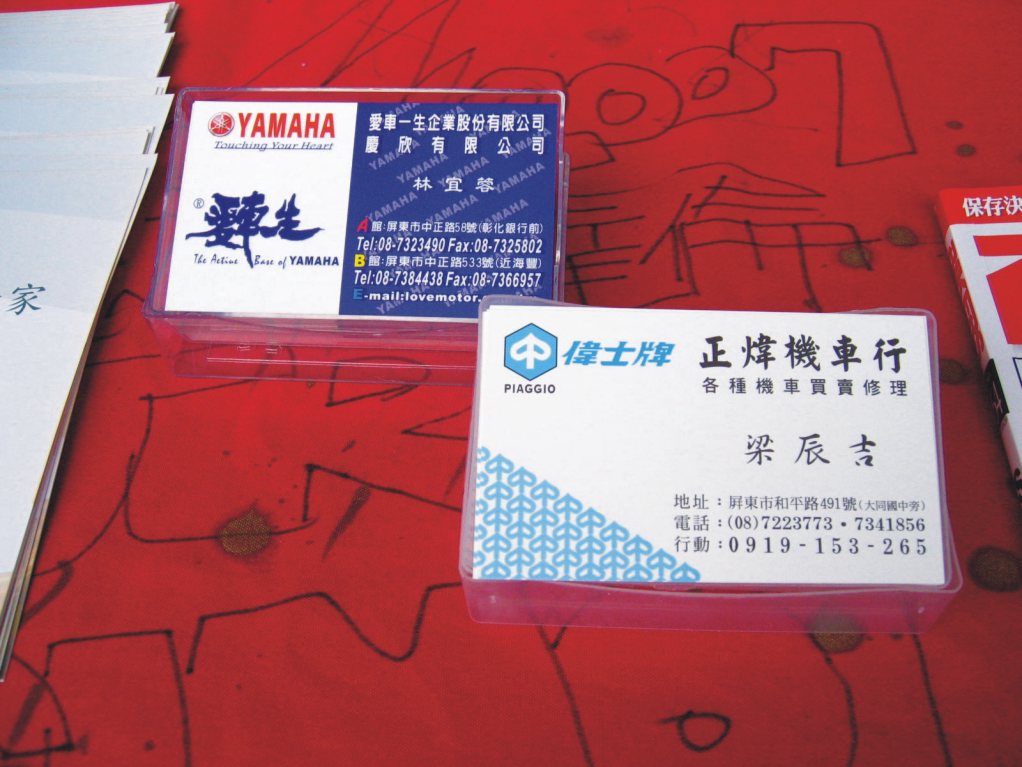 家
YAMAHA
Touching Your Heart
®
The Active Base of YAMAHA
愛車一生企業股份有限公司
慶欣有限公司
林宜蓉
A館:屏東市中正路58號(彰化銀行前)
Tel:08-7323490 Fax:08-7325802
B館:屏東市中正路533號(近海豐)
Tel:08-7384438 Fax:08-7366957
E-mail:lovemotor.
保存決
偉士牌
PIAGGIO
正煒機車行
各種機車買賣修理
梁辰吉
地址:屏東市和平路491號(大同國中旁)
電話:(08)7223773•7341856
行動:0919-153-265